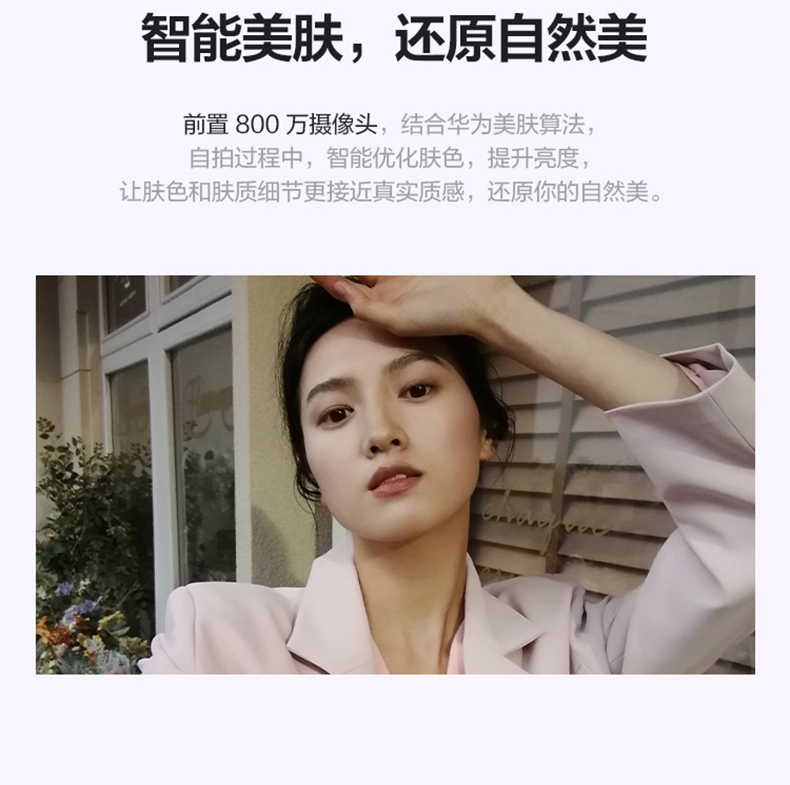 智能美肤，还原自然美
前置 800 万摄像头，结合华为美肤算法，
自拍过程中，智能优化肤色，提升亮度，
让肤色和肤质细节更接近真实质感，还原你的自然美。